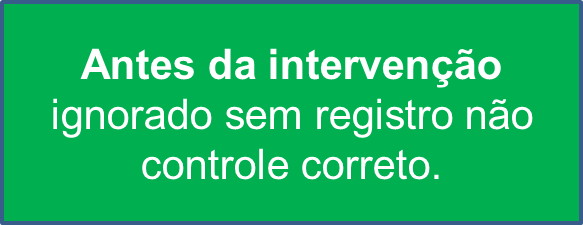 Antes da intervenção
ignorado sem registro não
controle correto.